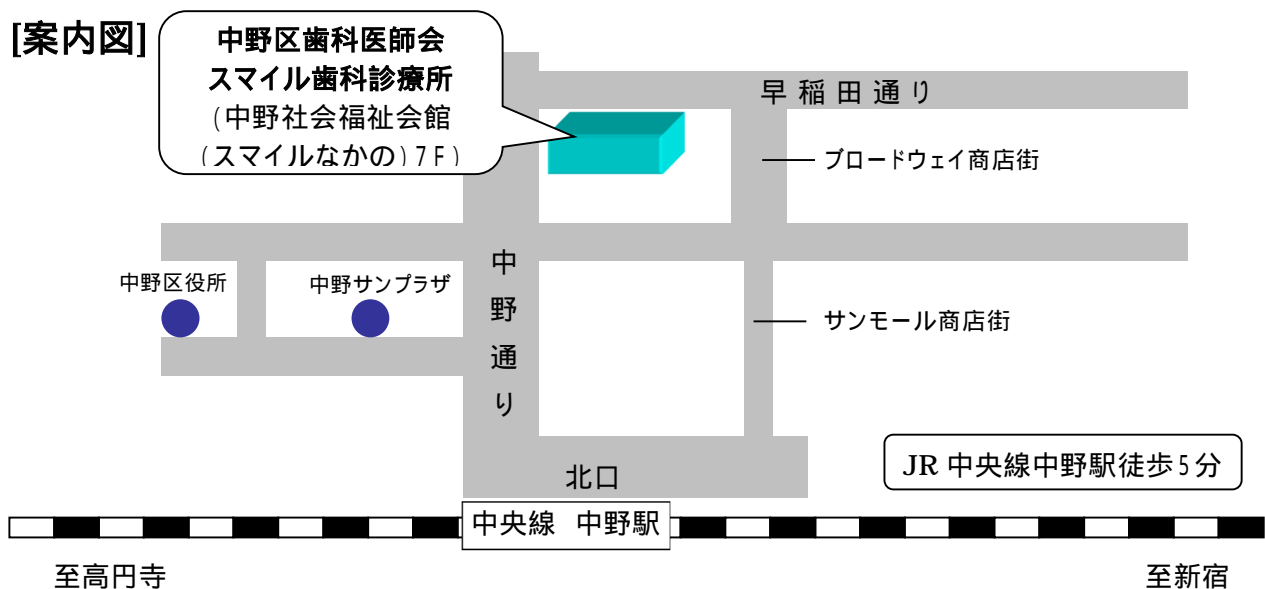 [案内図]
中野区歯科医師会
スマイル歯科診療所
(中野社会福祉会館
(スマイルなかの)7F)
早稲田通り
ブロードウェイ商店街
中野通り
中野区役所
中野サンプラザ
サンモール商店街
北口
JR 中央線中野駅徒歩5分
中央線 中野駅
至高円寺
至新宿